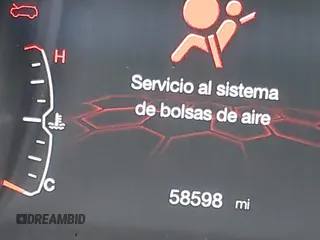 H
Servicio al sistema
de bolsas de aire
C
58598 mi
DREAMBID